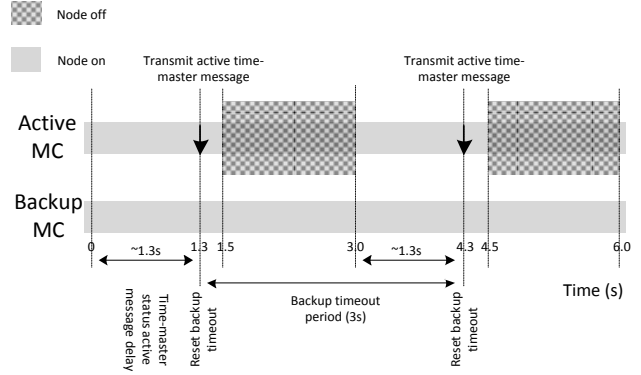 Node off
Node on
Transmit active time-
master message
Transmit active time-
master message
Active
MC
Backup
MC
0
1.3
1.5
3.0
4.3
4.5
6.0
~1.3s
~1.3s
Time (s)
Backup timeout
period (3s)
Time-master
status active
message delay
Reset backup
timeout
Reset backup
timeout